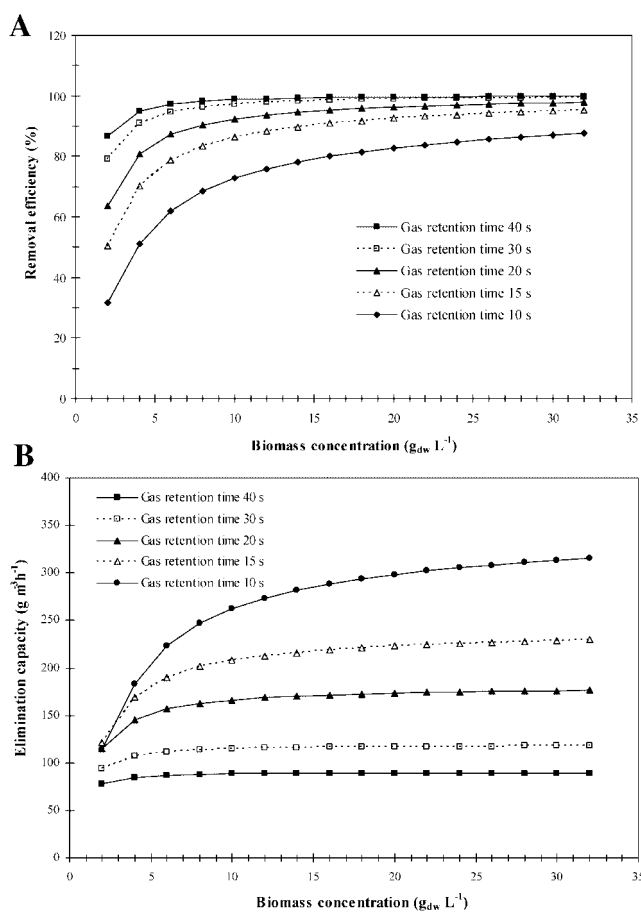 A
120
100
80
60
40
20
0
Removal efficiency (%)
Gas retention time 40 s
Gas retention time 30 s
Gas retention time 20 s
Gas retention time 15 s
Gas retention time 10 s
0 5 10 15 20 25 30 35
Biomass concentration (gdw L-1)
B
400
350
300
250
200
150
100
50
0
Elimination capacity (g m3h-1)
Gas retention time 40 s
Gas retention time 30 s
Gas retention time 20 s
Gas retention time 15 s
Gas retention time 10 s
0 5 10 15 20 25 30 35
Biomass concentration (gdw L-1)